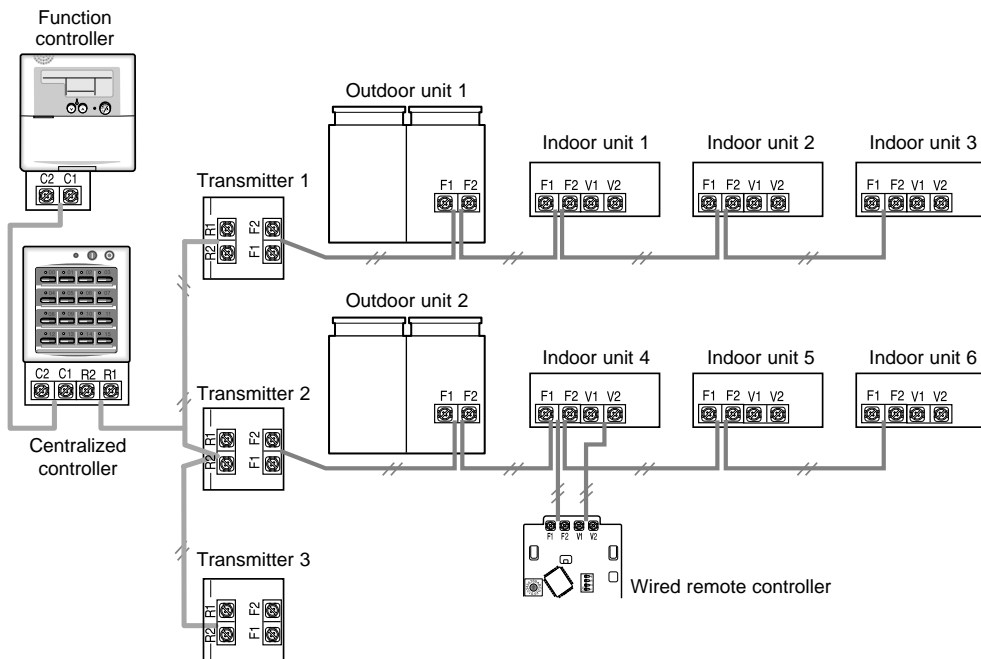 Function
controller
C2 C1
Outdoor unit 1
F1 F2
Indoor unit 1
F1 F2 V1 V2
Indoor unit 2
F1 F2 V1 V2
Indoor unit 3
F1 F2 V1 V2
Transmitter 1
R1 F2
R2 F1
C2 C1 R2 R1
Centralized
controller
Outdoor unit 2
F1 F2
Indoor unit 4
F1 F2 V1 V2
Indoor unit 5
F1 F2 V1 V2
Indoor unit 6
F1 F2 V1 V2
Transmitter 2
R1 F2
R2 F1
F1 F2 V1 V2
Wired remote controller
Transmitter 3
R1 F2
R2 F1